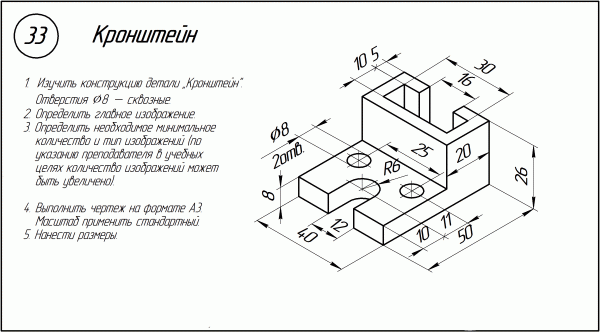 33 Кронштейн
1. Изучить конструкцию детали „Кронштейн".
Отверстия ⌀8 — сквозные.
2. Определить главное изображение.
3. Определить необходимое минимальное
количество и тип изображений (по
указанию преподавателя в учебных
целях количество изображений может
быть увеличено).
4. Выполнить чертеж на формате А3.
Масштаб применить стандартный.
5. Нанести размеры.
10 5
30
16
⌀8
2отв.
25
20
R6
26
8
12
11
10
40
50